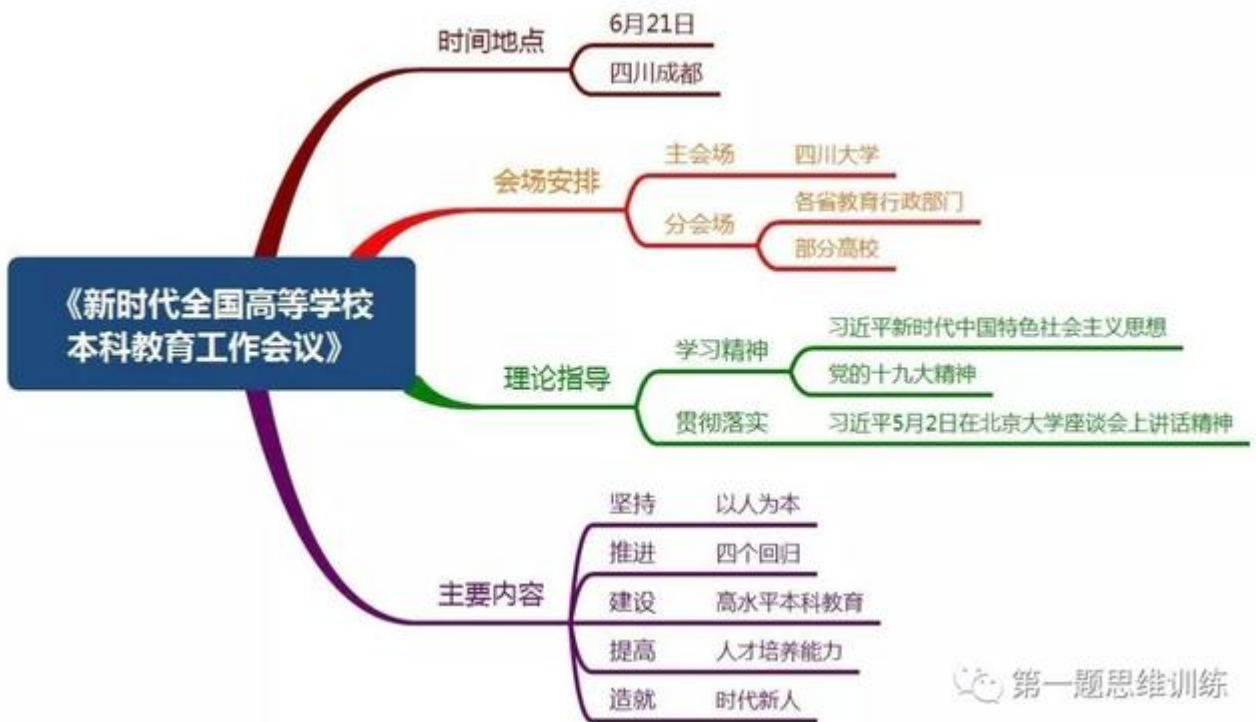 时间地点
6月21日
四川成都
会场安排
主会场 四川大学
分会场
各省教育行政部门
部分高校
《新时代全国高等学校
本科教育工作会议》
理论指导
学习精神
习近平新时代中国特色社会主义思想
党的十九大精神
贯彻落实 习近平5月2日在北京大学座谈会上讲话精神
主要内容
坚持 以人为本
推进 四个回归
建设 高水平本科教育
提高 人才培养能力
造就 时代新人
第一题思维训练